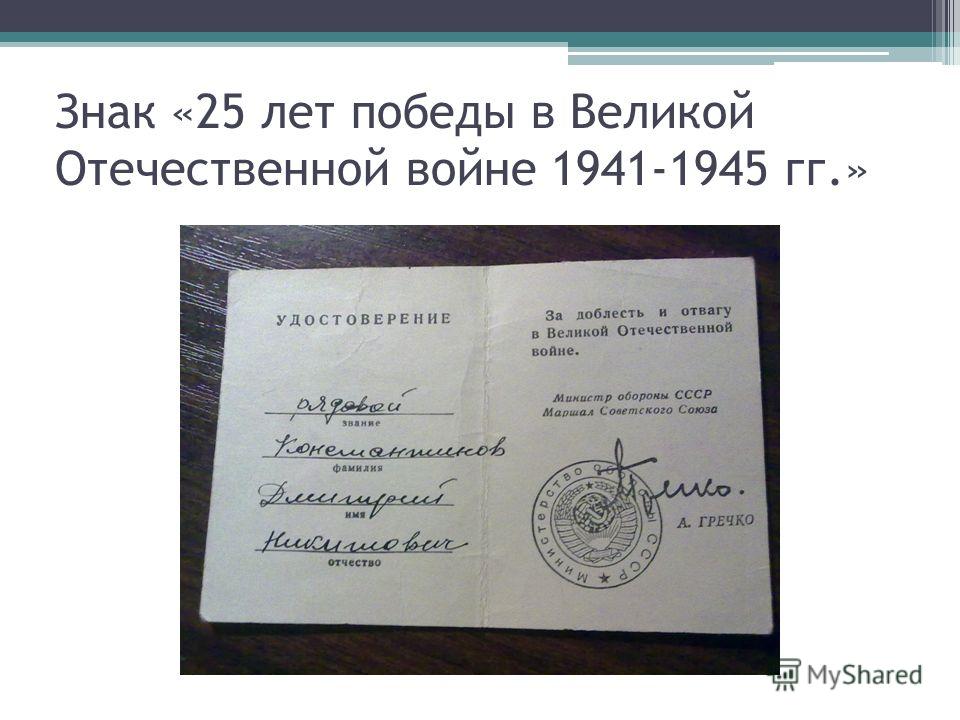 Знак «25 лет победы в Великой
Отечественной войне 1941-1945 гг.»
УДОСТОВЕРЕНИЕ
рядовой
звание
Константинов
фамилия
Дмитрий
имя
Никитович
отчество
За доблесть и отвагу
в Великой Отечественной
войне.
Министр обороны СССР
Маршал Советского Союза
Министерство Обороны СССР
А. ГРЕЧКО
MyShared